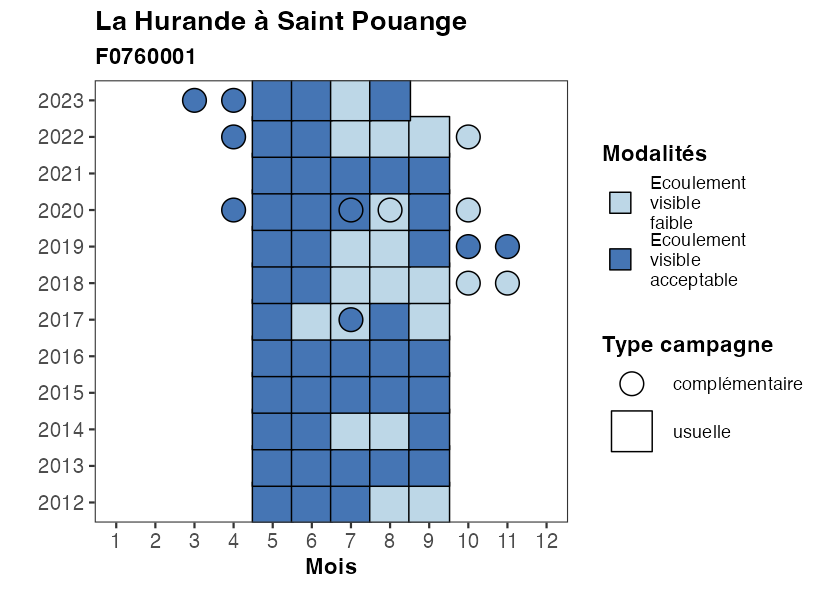 La Hurande à Saint Pouange
F0760001
2023
2022
2021
2020
2019
2018
2017
2016
2015
2014
2013
2012
1 2 3 4 5 6 7 8 9 10 11 12
Mois
Modalités
Ecoulement
visible
faible
Ecoulement
visible
acceptable
Type campagne
complémentaire
usuelle